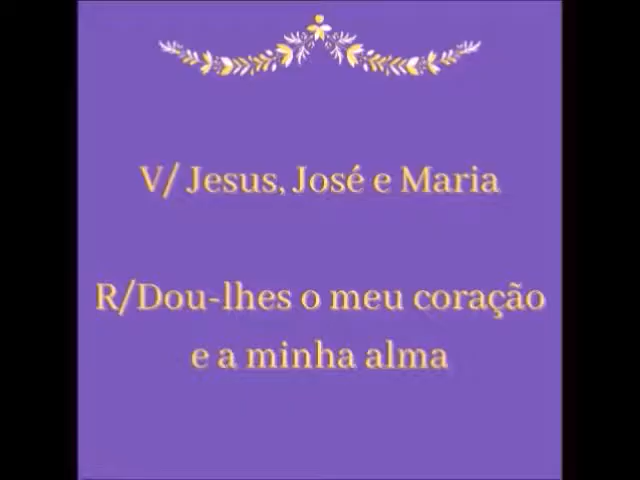 V/ Jesus, José e Maria
R/Dou-lhes o meu coração
e a minha alma